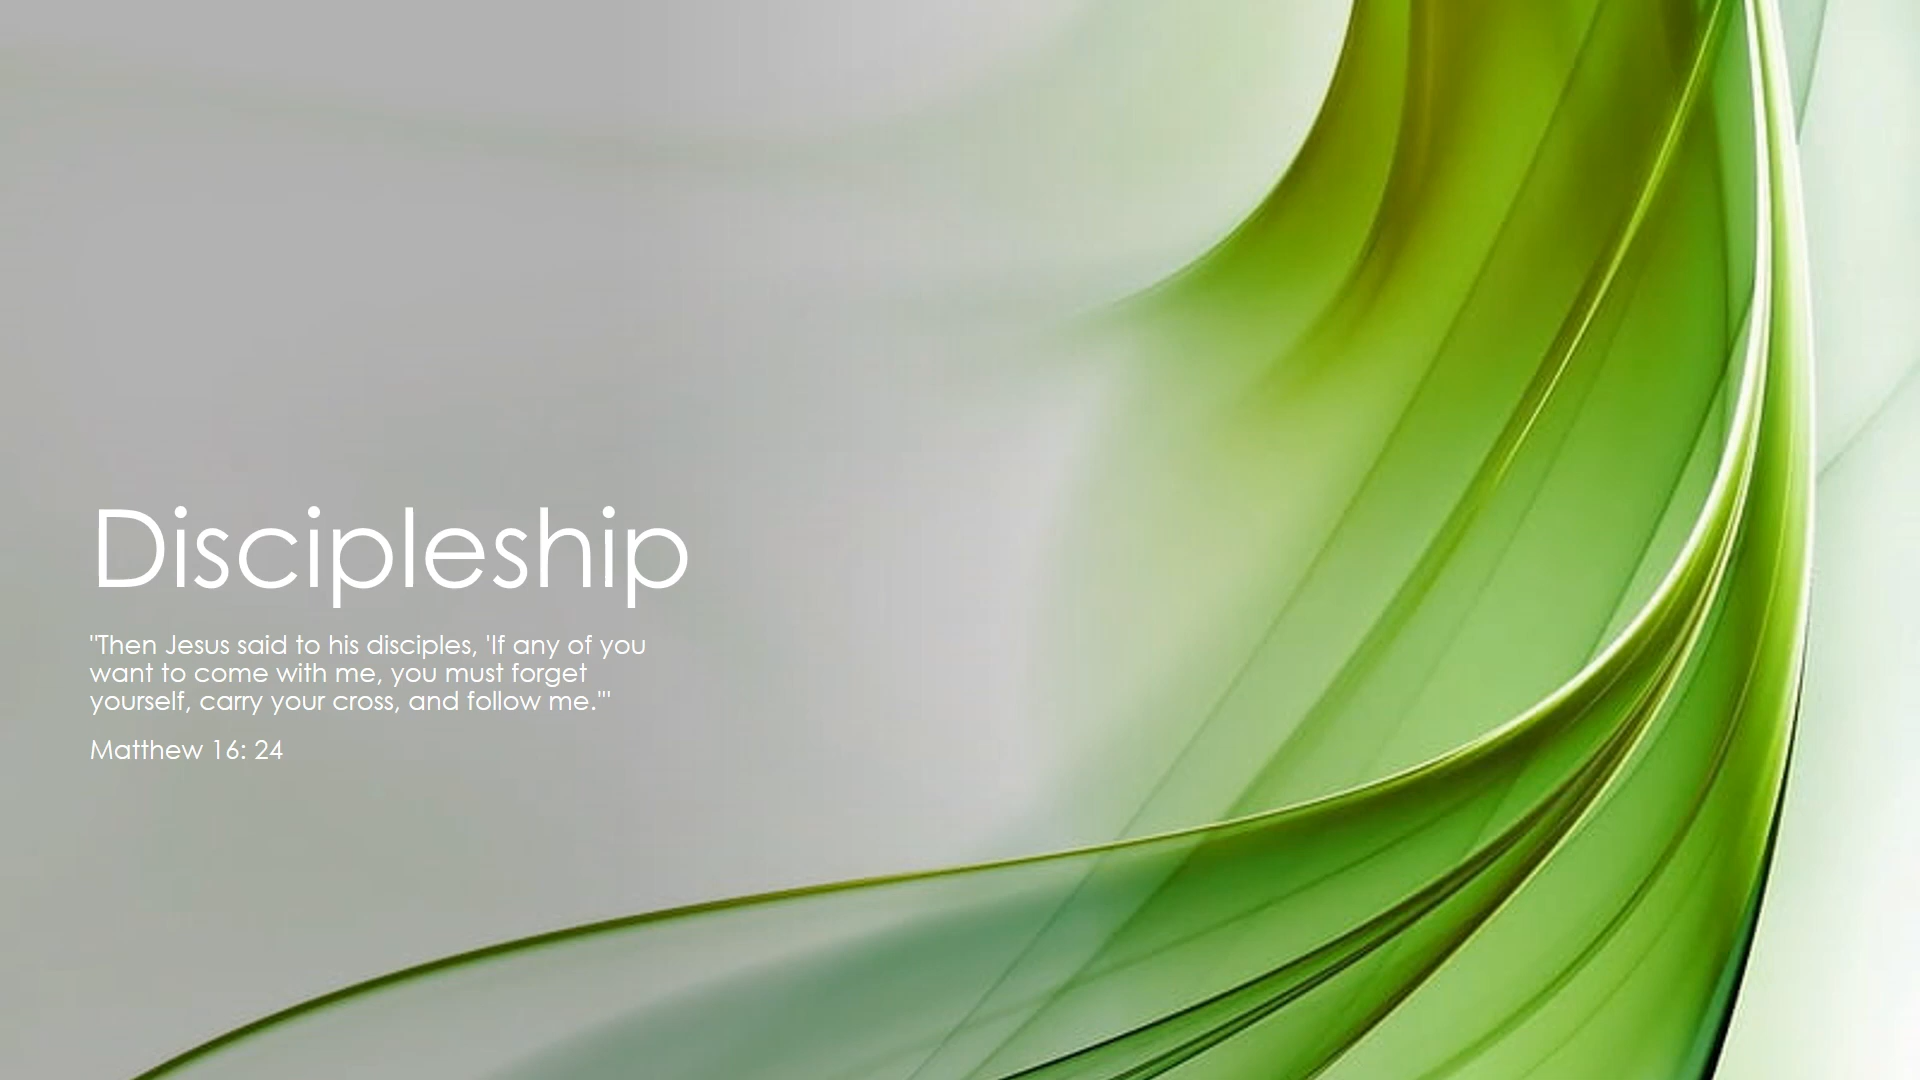 Discipleship
"Then Jesus said to his disciples, 'If any of you
want to come with me, you must forget
yourself, carry your cross, and follow me.'"
Matthew 16: 24